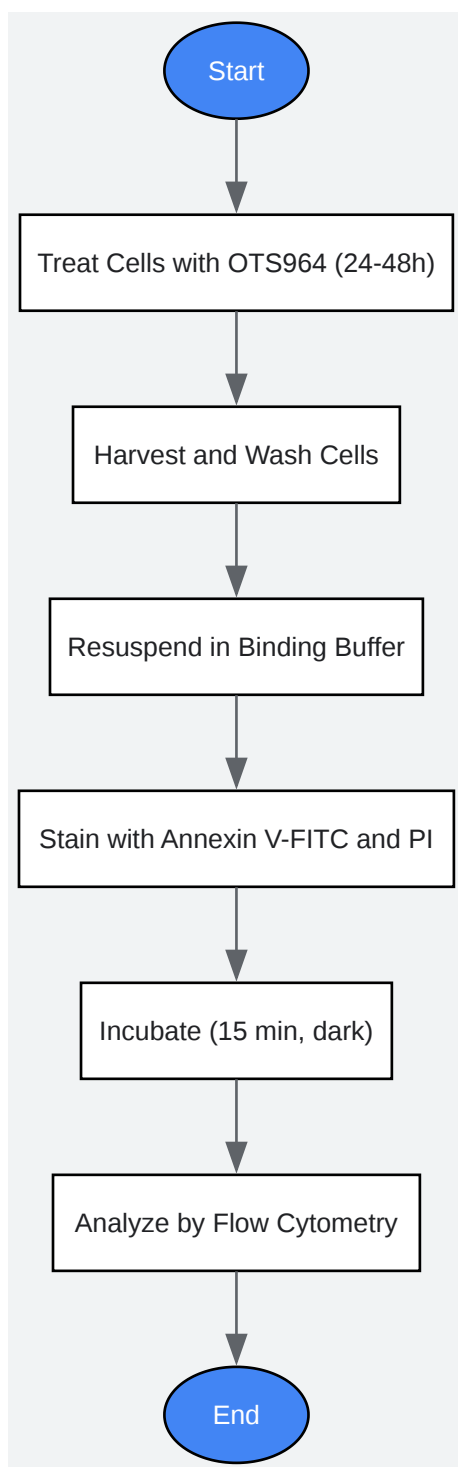 Start
Treat Cells with OTS964 (24-48h)
Harvest and Wash Cells
Resuspend in Binding Buffer
Stain with Annexin V-FITC and PI
Incubate (15 min, dark)
Analyze by Flow Cytometry
End